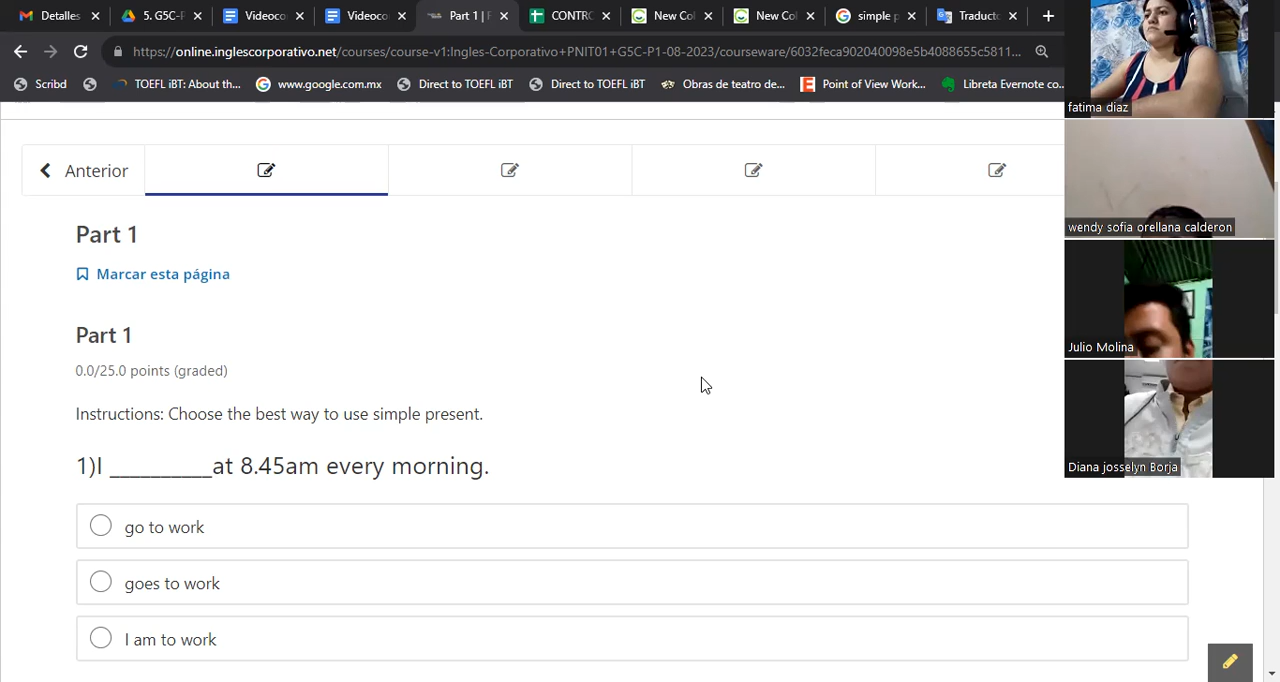 Detalles
5. G5C-F
Videoco
Videoco
Part 1 | F
CONTRO
New Col
New Col
simple p
Traducto
https://online.inglescorporativo.net/courses/course-v1:Ingles-Corporativo+PNIT01+G5C-P1-08-2023/courseware/6032feca902040098e5b4088655c5811...
Scribd
TOEFL iBT: About th...
www.google.com.mx
Direct to TOEFL iBT
Direct to TOEFL iBT
Obras de teatro de...
Point of View Work...
Libreta Evernote co...
fatima diaz
wendy sofia orellana calderon
Julio Molina
Diana josselyn Borja
Anterior
Part 1
Marcar esta página
Part 1
0.0/25.0 points (graded)
Instructions: Choose the best way to use simple present.
1)I __________at 8.45am every morning.
go to work
goes to work
I am to work